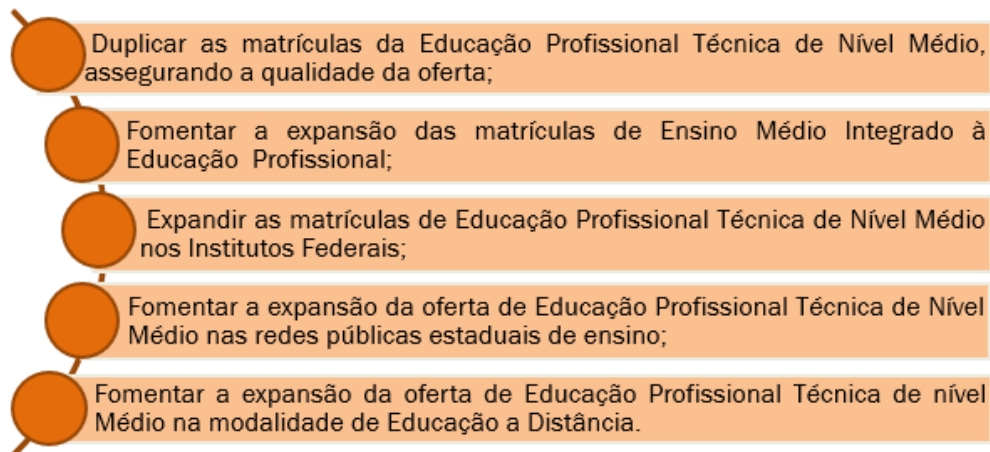 Duplicar as matrículas da Educação Profissional Técnica de Nível Médio,
assegurando a qualidade da oferta;
Fomentar a expansão das matrículas de Ensino Médio Integrado à
Educação Profissional;
Expandir as matrículas de Educação Profissional Técnica de Nível Médio
nos Institutos Federais;
Fomentar a expansão da oferta de Educação Profissional Técnica de Nível
Médio nas redes públicas estaduais de ensino;
Fomentar a expansão da oferta de Educação Profissional Técnica de nível
Médio na modalidade de Educação a Distância.